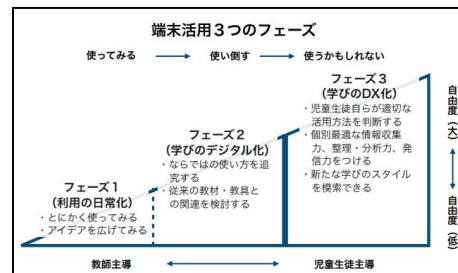 端末活用3つのフェーズ
使ってみる
使い倒す
使うかもしれない
フェーズ1
(利用の日常化)
・とにかく使ってみる
・アイデアを広げてみる
フェーズ2
(学びのデジタル化)
・ならではの使い方を追
究する
・従来の教材・教具と
の関連を検討する
フェーズ3
(学びのDX化)
・児童生徒自らが適切な
活用方法を判断する
・個別最適な情報収集
力、整理・分析力、発
信力をつける
・新たな学びのスタイル
を模索できる
自由度(大)
自由度(低)
教師主導
児童生徒主導